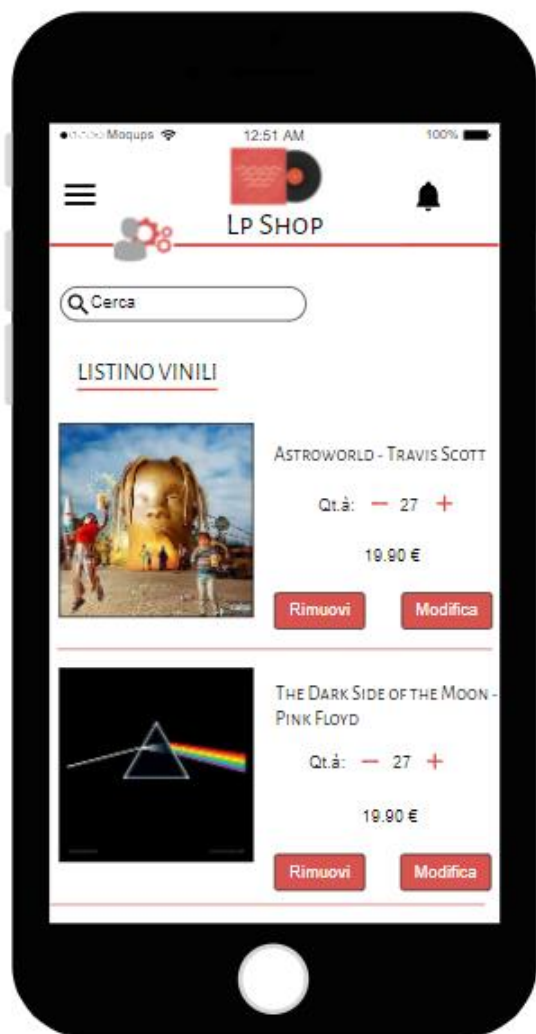 Moqups
12:51 AM
100%
Lp Shop
Cerca
LISTINO VINILI
Astroworld - Travis Scott
Qt.à: — 27 +
19.90 €
Rimuovi
Modifica
The Dark Side of the Moon -
Pink Floyd
Qt.à: — 27 +
19.90 €
Rimuovi
Modifica